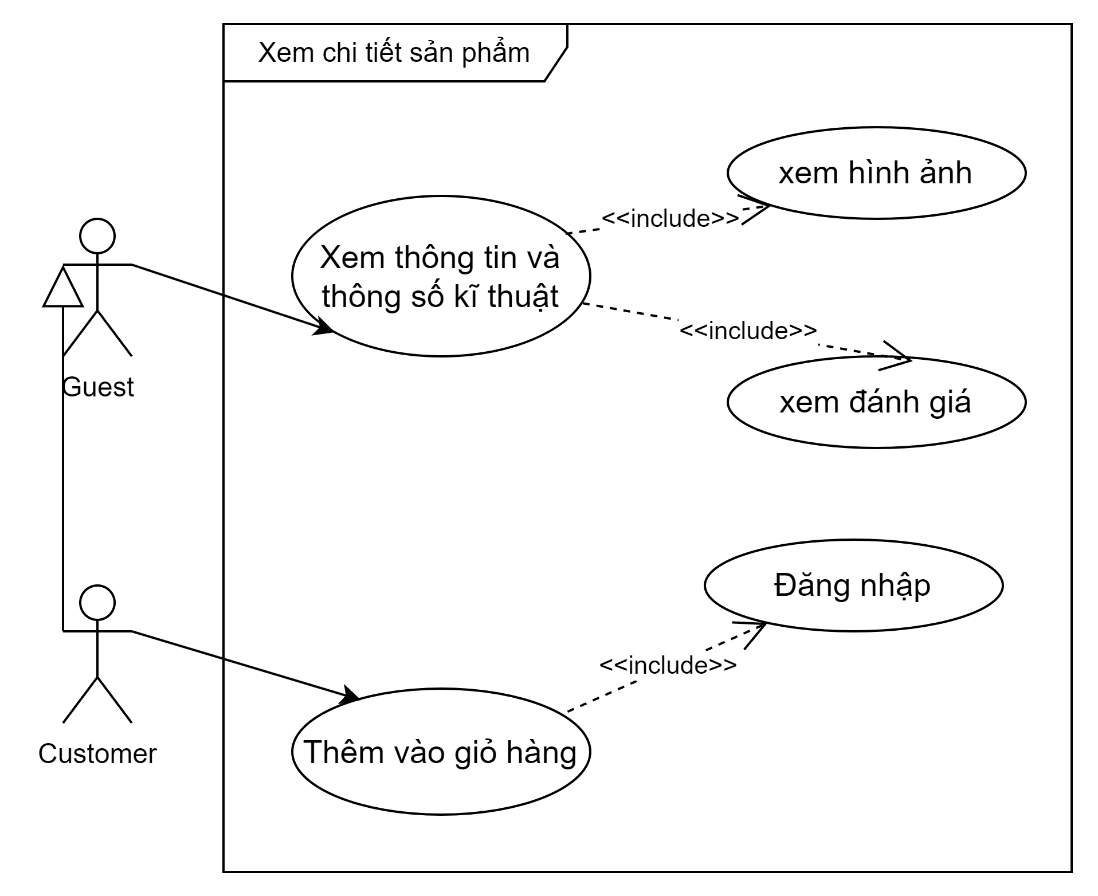 Xem chi tiết sản phẩm
xem hình ảnh
<<include>>
Xem thông tin và
thông số kĩ thuật
<<include>>
Guest
xem đánh giá
Đăng nhập
<<include>>
Customer
Thêm vào giỏ hàng